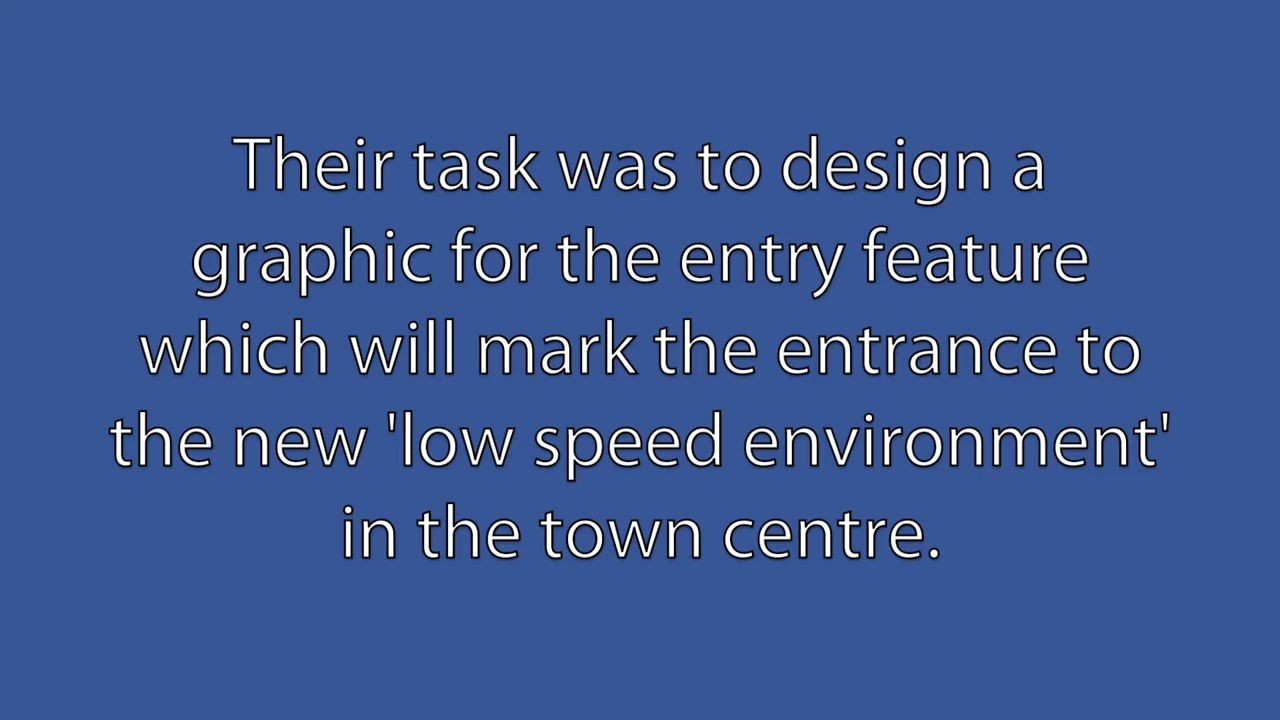 Their task was to design a
graphic for the entry feature
which will mark the entrance to
the new 'low speed environment'
in the town centre.